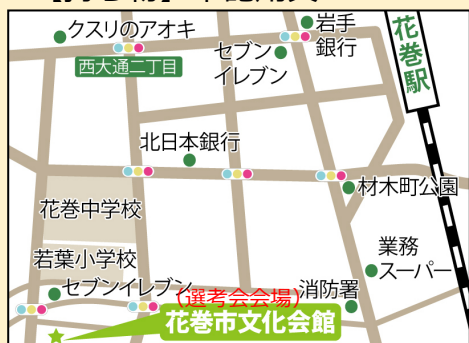 クスリのアオキ
岩手
銀行
花巻駅
セブン
イレブン
西大通二丁目
北日本銀行
材木町公園
花巻中学校
業務
スーパー
若葉小学校
セブンイレブン
(選考会会場)
消防署
花巻市文化会館